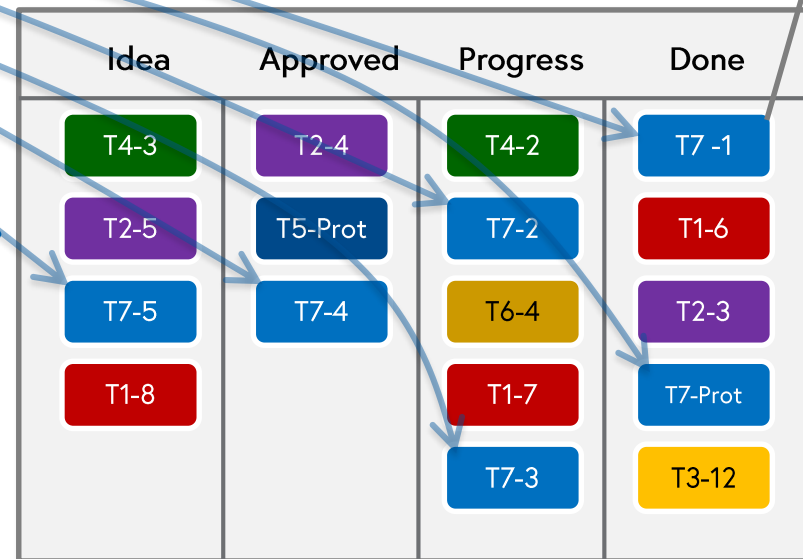 Idea Approved Progress Done
T4-3 T2-4 T4-2 T7 -1
T2-5 T5-Prot T7-2 T1-6
T7-5 T7-4 T6-4 T2-3
T1-8 T1-7 T7-Prot
T7-3 T3-12